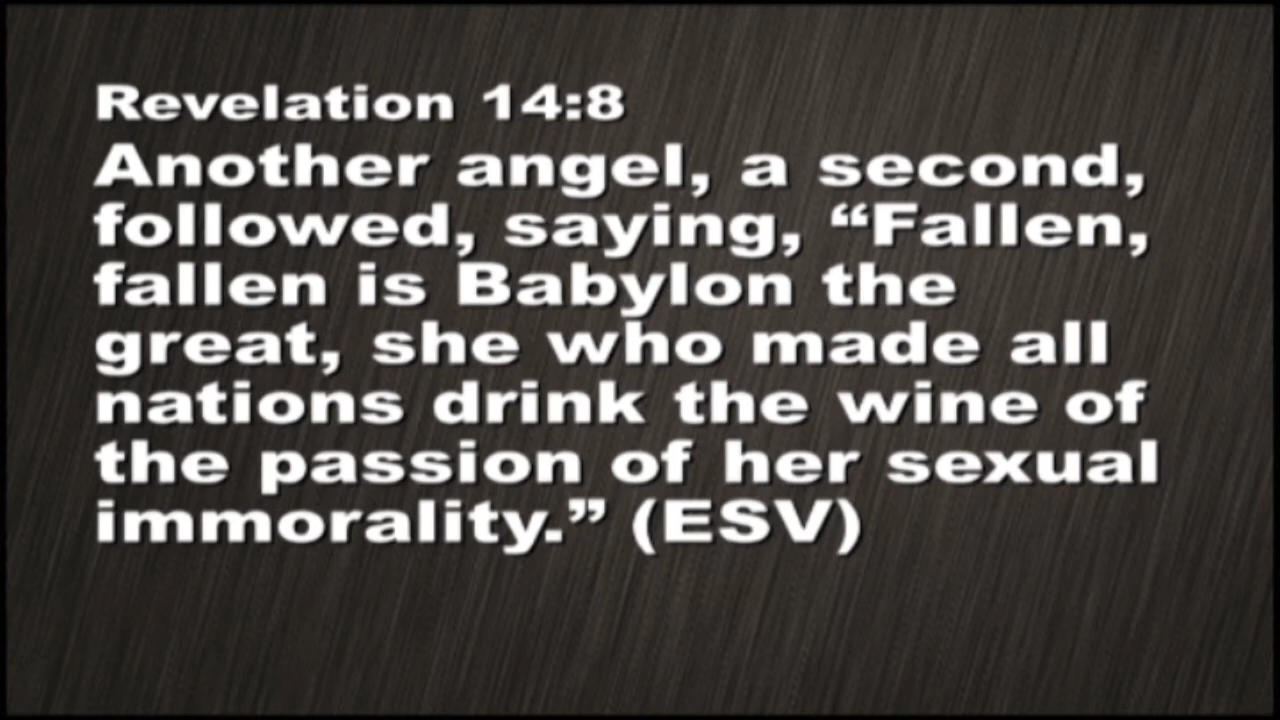 Revelation 14:8
Another angel, a second,
followed, saying, “Fallen,
fallen is Babylon the
great, she who made all
nations drink the wine of
the passion of her sexual
immorality.” (ESV)